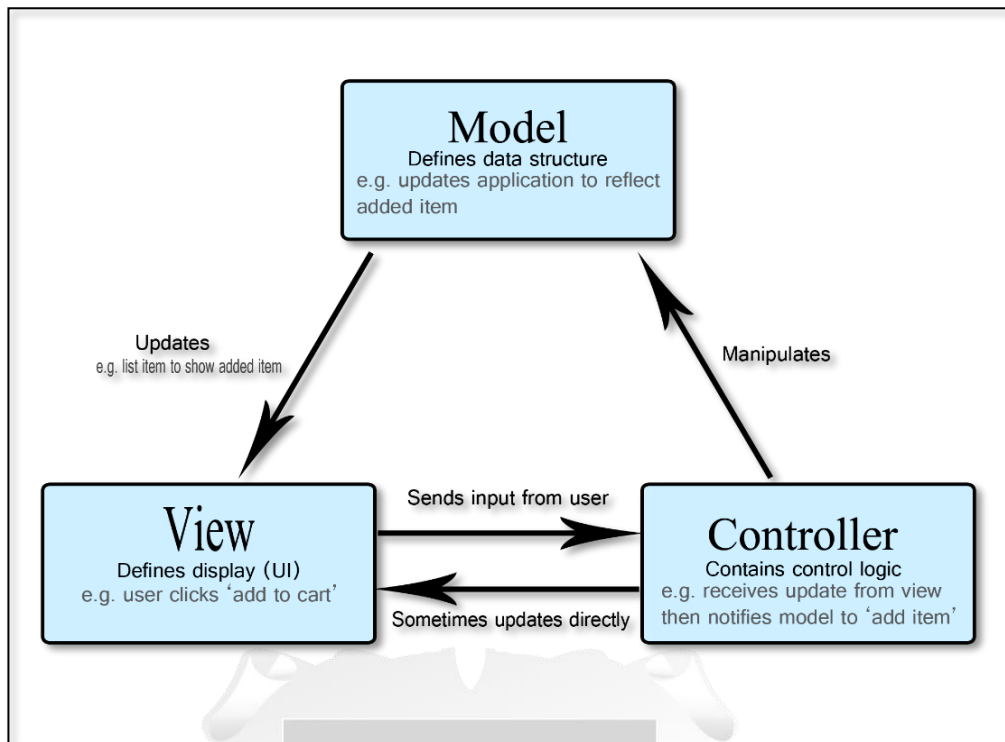 Model
Defines data structure
e.g. updates application to reflect
added item
Updates
e.g. list item to show added item
Manipulates
View
Defines display (UI)
e.g. user clicks ‘add to cart’
Sends input from user
Sometimes updates directly
Controller
Contains control logic
e.g. receives update from view
then notifies model to ‘add item’